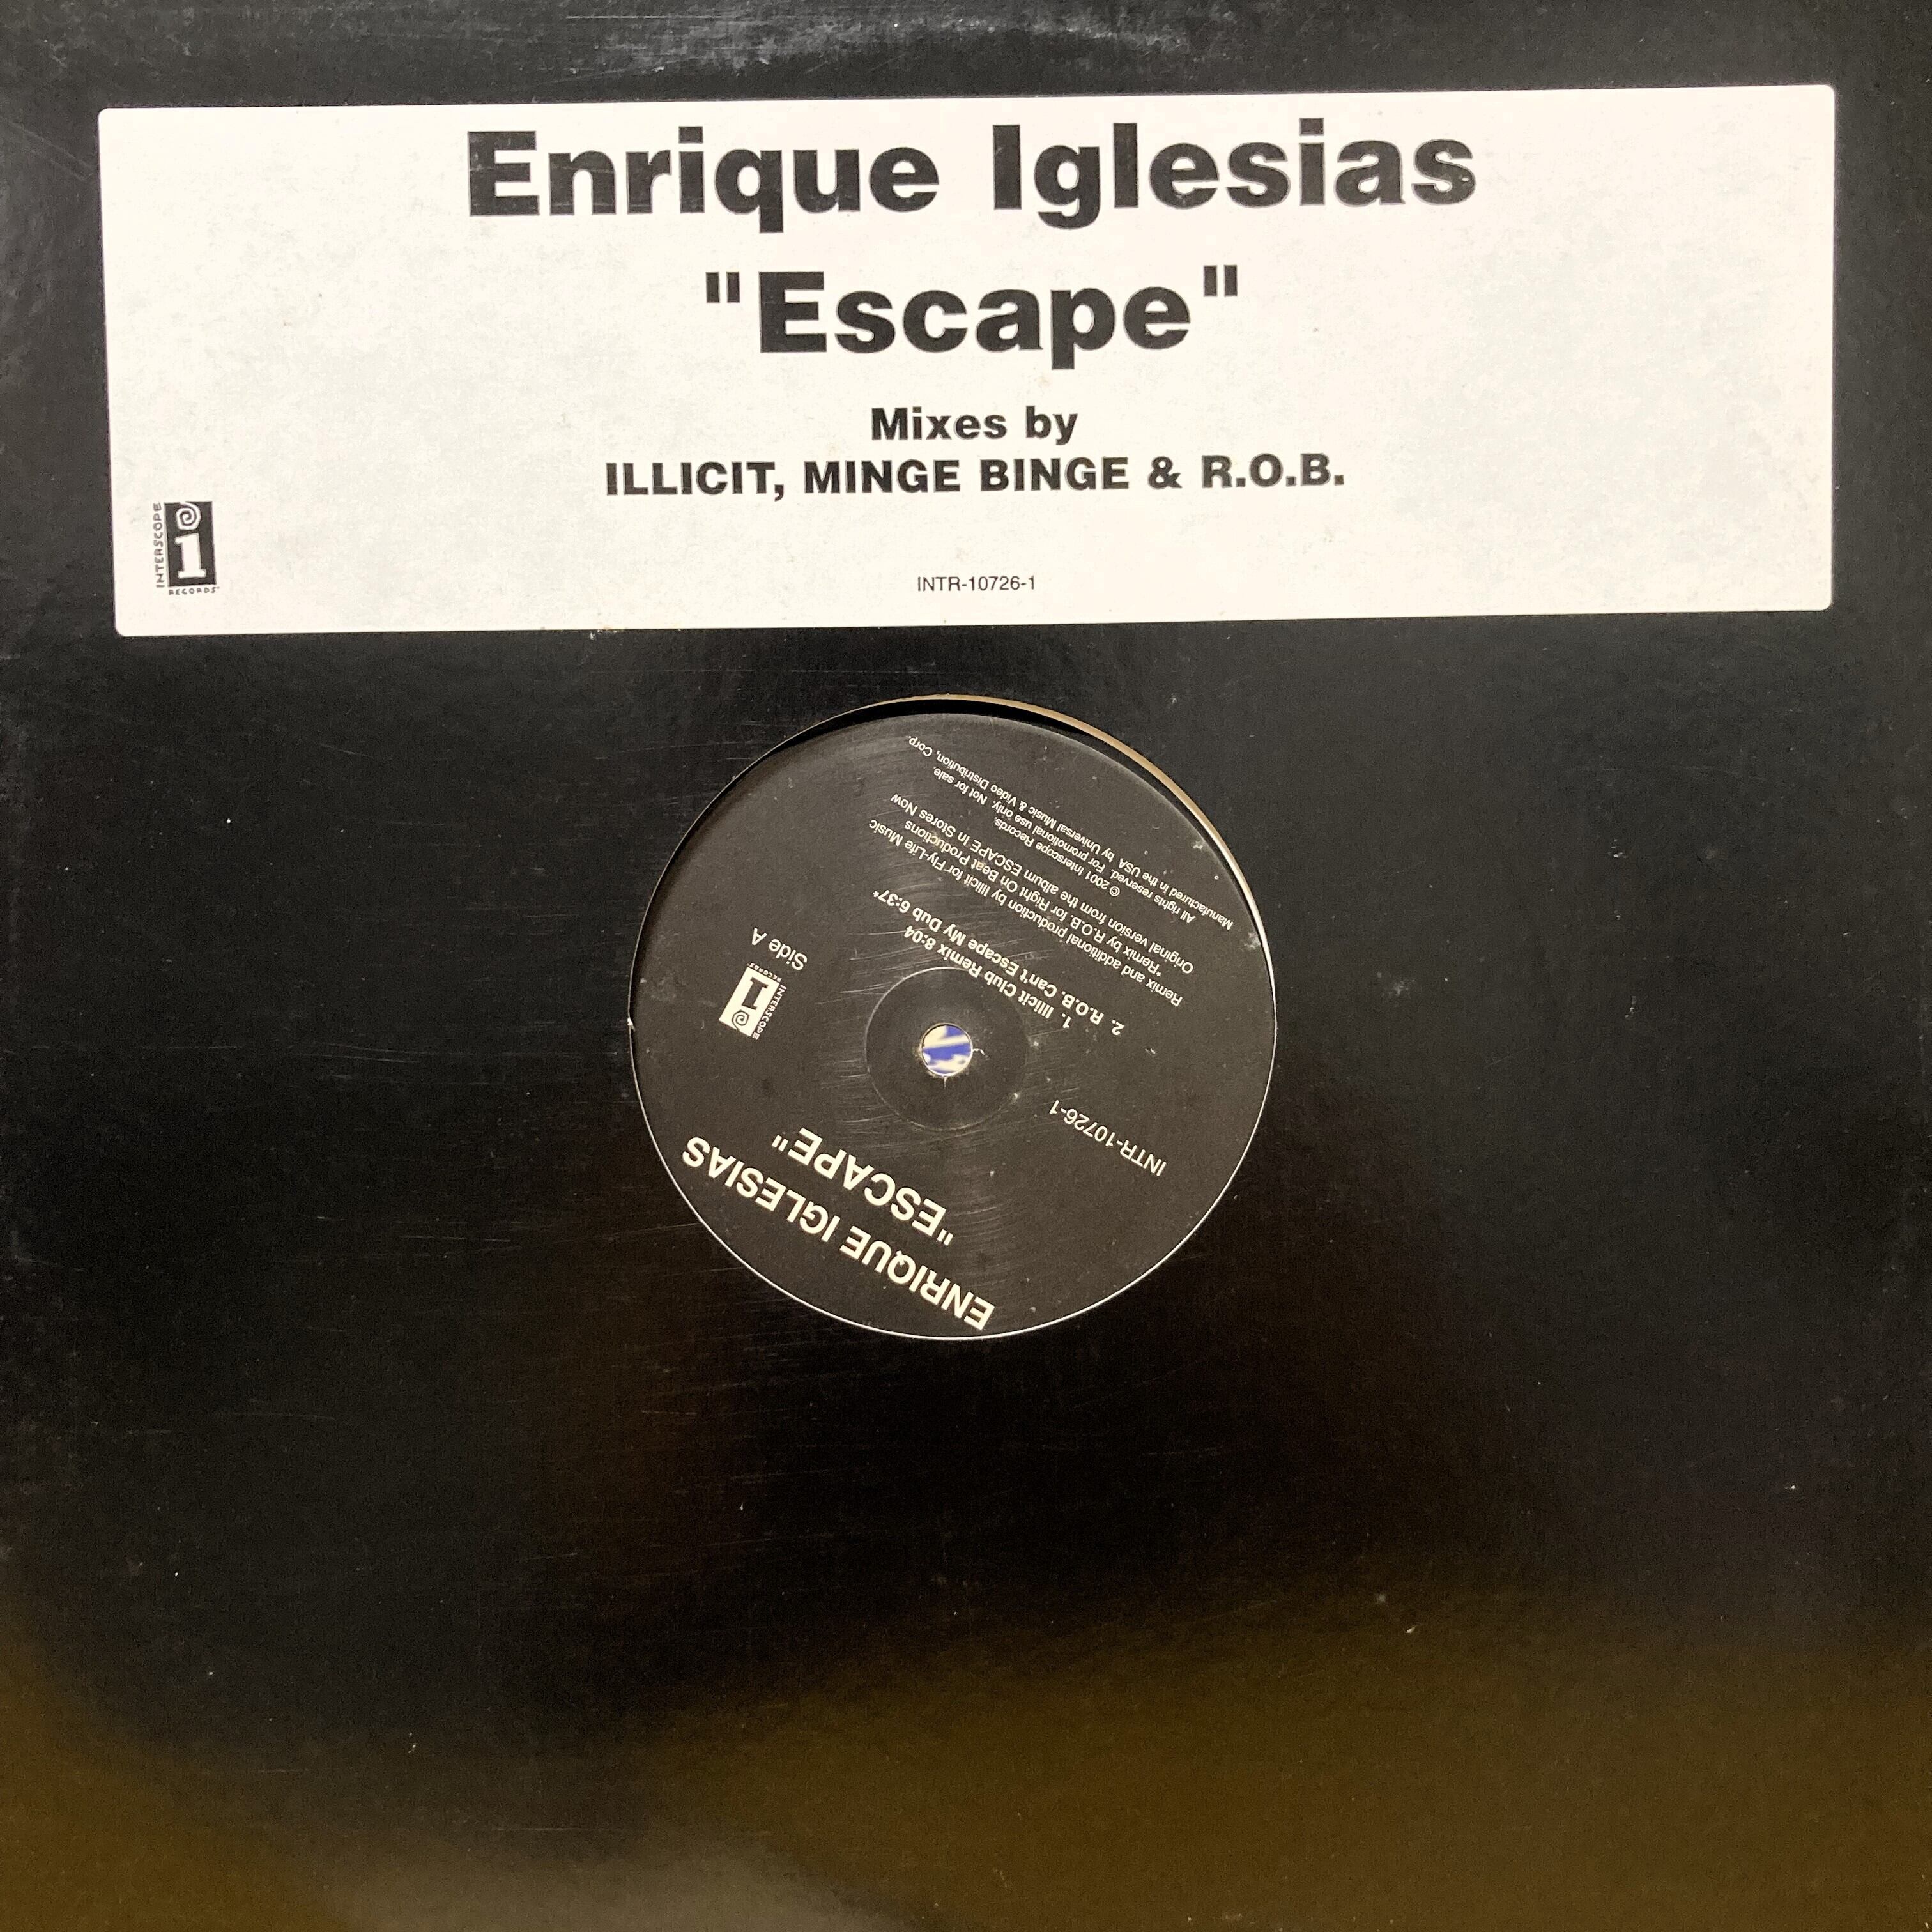 Enrique Iglesias
"Escape"
Mixes by
ILLICIT, MINGE BINGE & R.O.B.
INTERSCOPE
i
RECORDS
INTR-10726-1
ENRIQUE IGLESIAS
"ESCAPE"
INTR-10726-1
INTERSCOPE
i
RECORDS
Side A
1. Illicit Club Remix 8:04
2. R.O.B. Can't Escape My Dub 6:37*
Remix and additional production by Illicit for Fly-Life Music
*Remix by R.O.B. for Right On Beat Productions
Original version from the album ESCAPE In Stores Now
© 2001 Interscope Records.
All rights reserved. For promotional use only. Not for sale.
Manufactured in the USA by Universal Music & Video Distribution, Corp.